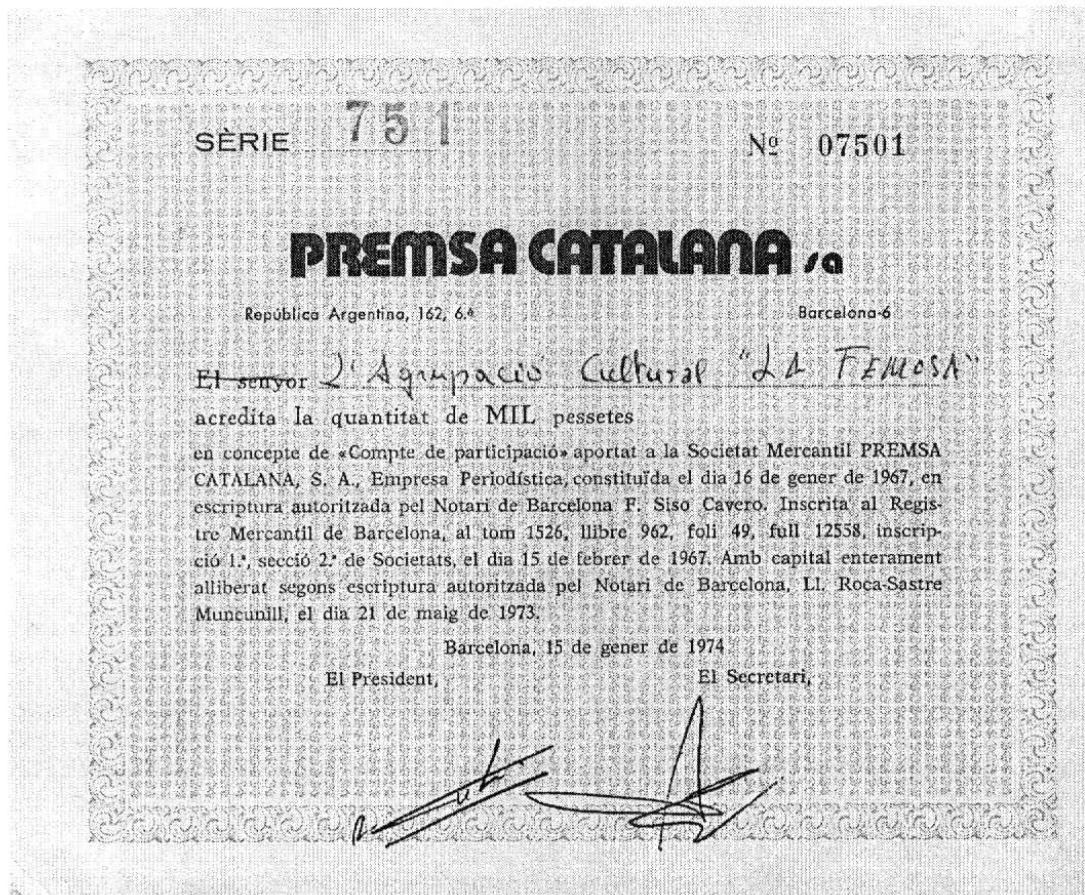 SÈRIE 751 Nº 07501
PREMSA CATALANA sa
República Argentina, 162, 6.è Barcelona-6
El senyor L'Agrupació Cultural "LA FEMOSA"
acredita la quantitat de MIL pessetes
en concepte de «Compte de participació» aportat a la Societat Mercantil PREMSA
CATALANA, S. A., Empresa Periodística, constituïda el dia 16 de gener de 1967, en
escriptura autoritzada pel Notari de Barcelona F. Siso Cavero. Inscrita al Regis-
tre Mercantil de Barcelona, al tom 1526, llibre 962, foli 49, full 12558, inscrip-
ció 1.ª, secció 2.ª de Societats, el dia 15 de febrer de 1967. Amb capital enterament
alliberat segons escriptura autoritzada pel Notari de Barcelona, Ll. Roca-Sastre
Muncunill, el dia 21 de maig de 1973.
Barcelona, 15 de gener de 1974
El President, El Secretari,